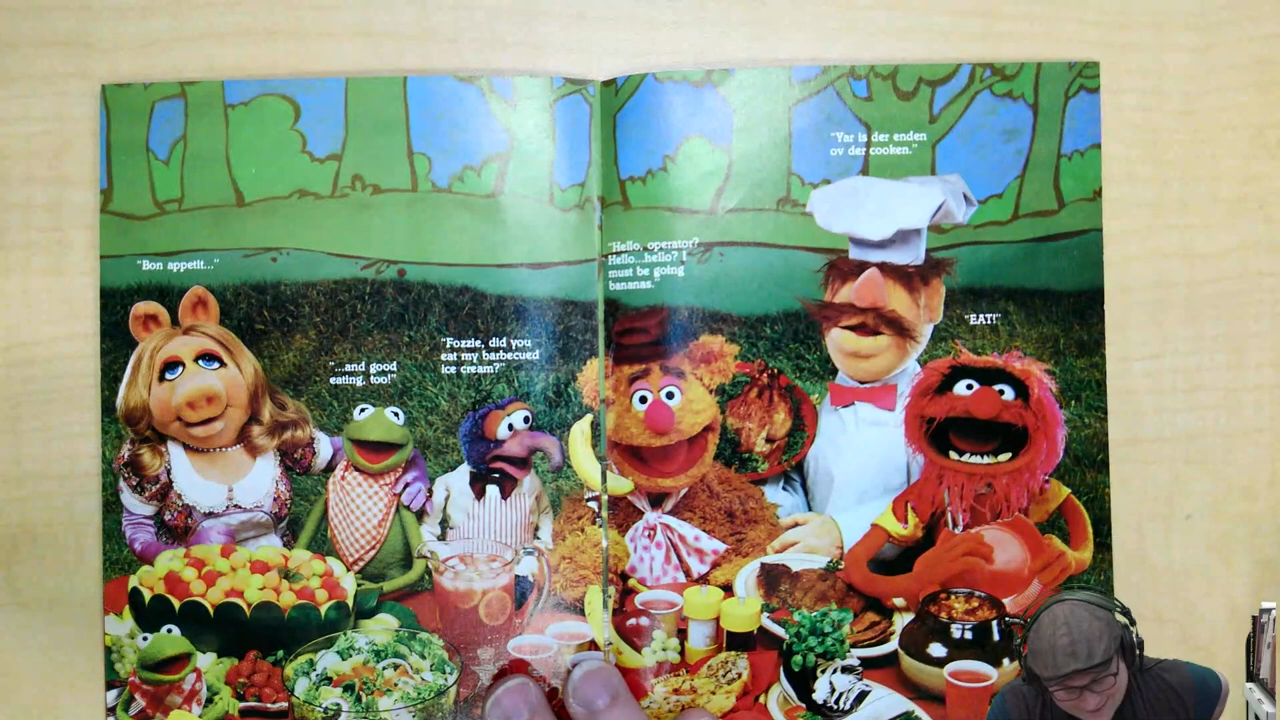 "Bon appetit..."
"...and good
eating, too!"
"Fozzie, did you
eat my barbecued
ice cream?"
"Hello, operator?
Hello...hello? I
must be going
bananas."
"Yar is der enden
ov der cooken."
"EAT!"